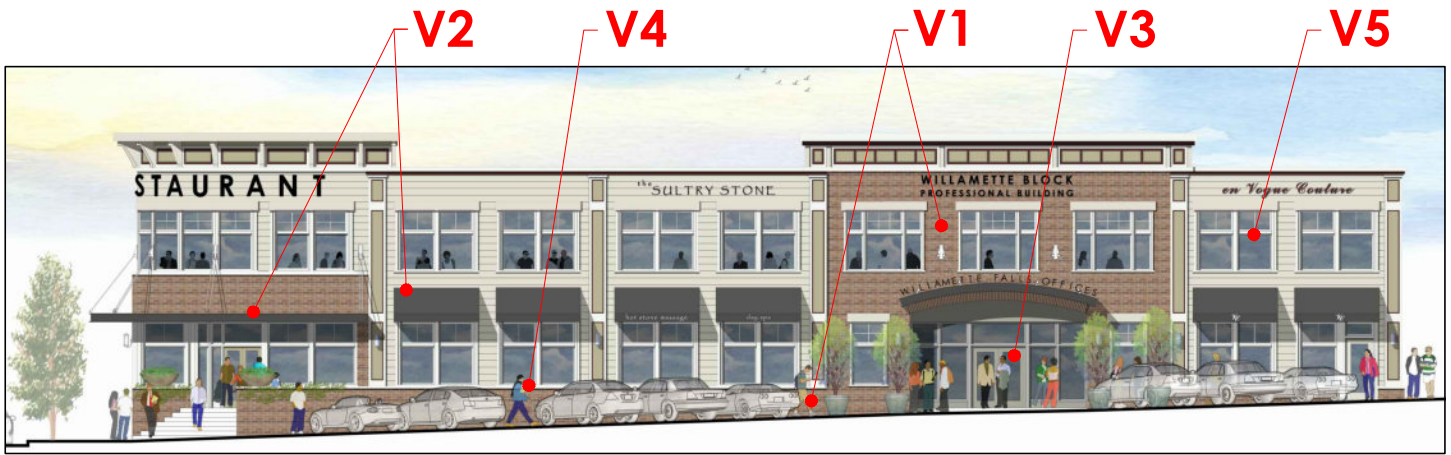 V2 V4 V1 V3 V5
STAURANT
the SULTRY STONE
WILLAMETTE BLOCK
PROFESSIONAL BUILDING
en Vogue Couture
WILLAMETTE FALLS OFFICES
hot stone massage
day spa